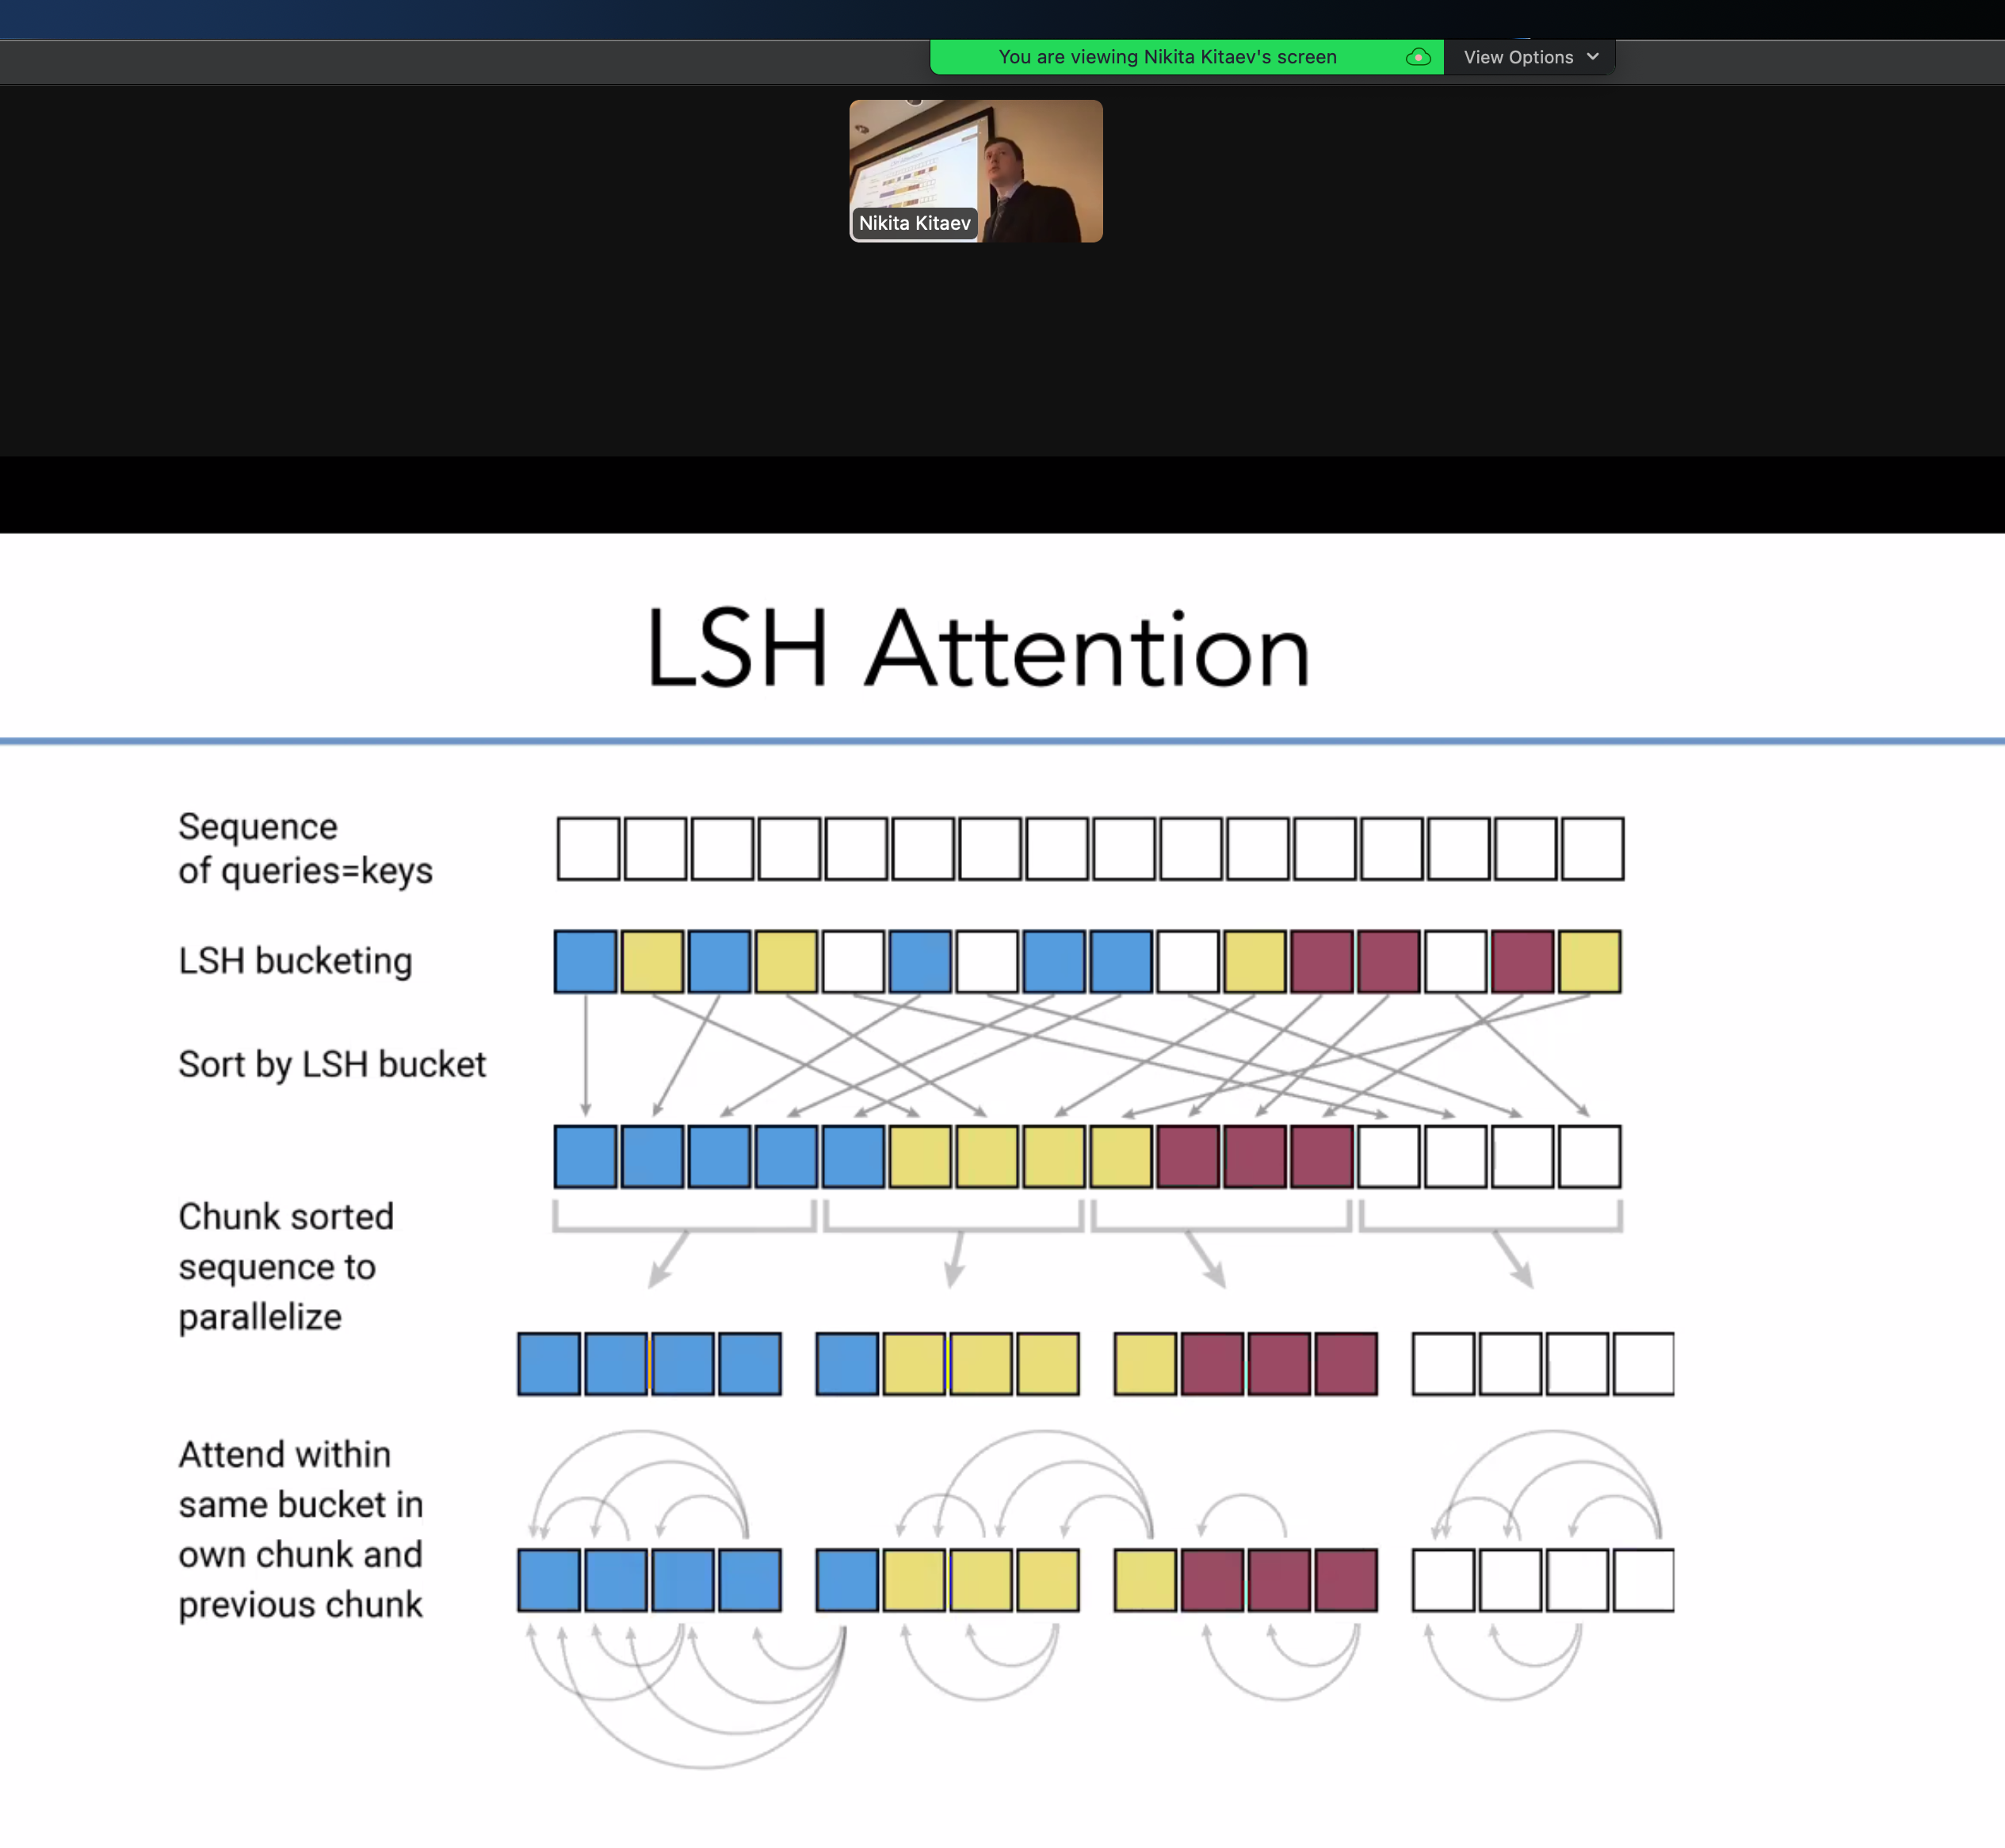 You are viewing Nikita Kitaev's screen
View Options
Nikita Kitaev
LSH Attention
Sequence
of queries=keys
LSH bucketing
Sort by LSH bucket
Chunk sorted
sequence to
parallelize
Attend within
same bucket in
own chunk and
previous chunk